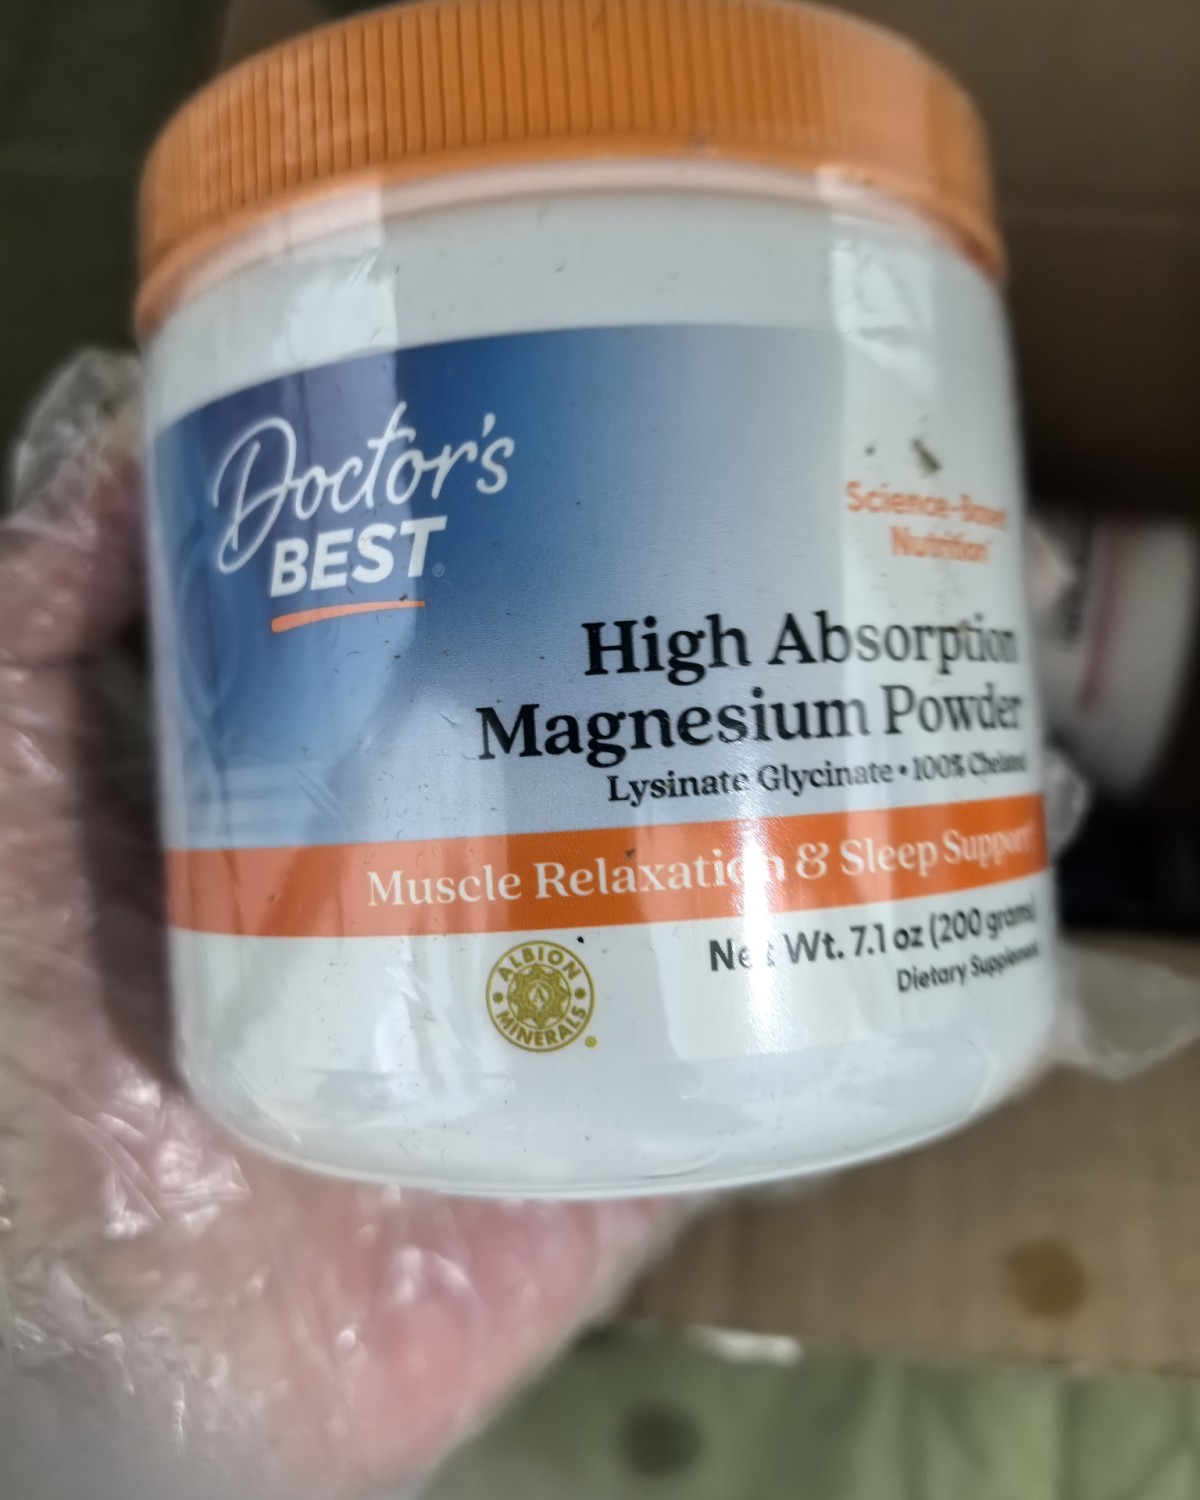 Doctor's
BEST®
Science-Based
Nutrition
High Absorption
Magnesium Powder
Lysinate Glycinate • 100% Chelated
Muscle Relaxation & Sleep Support
Net Wt. 7.1 oz (200 grams)
Dietary Supplement
ALBION
A
MINERALS